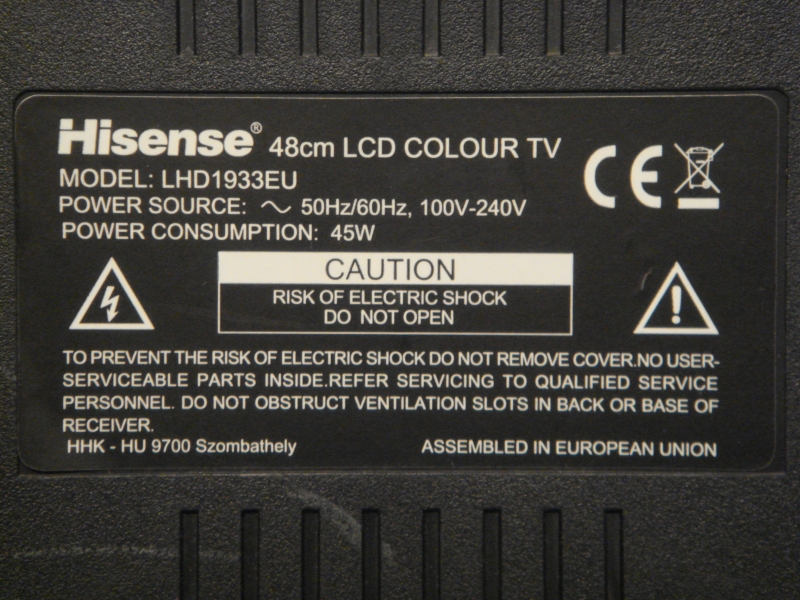 Hisense® 48cm LCD COLOUR TV
MODEL: LHD1933EU
POWER SOURCE: ~ 50Hz/60Hz, 100V-240V
POWER CONSUMPTION: 45W
CE
CAUTION
RISK OF ELECTRIC SHOCK
DO NOT OPEN
TO PREVENT THE RISK OF ELECTRIC SHOCK DO NOT REMOVE COVER.NO USER-
SERVICEABLE PARTS INSIDE.REFER SERVICING TO QUALIFIED SERVICE
PERSONNEL. DO NOT OBSTRUCT VENTILATION SLOTS IN BACK OR BASE OF
RECEIVER.
HHK - HU 9700 Szombathely ASSEMBLED IN EUROPEAN UNION